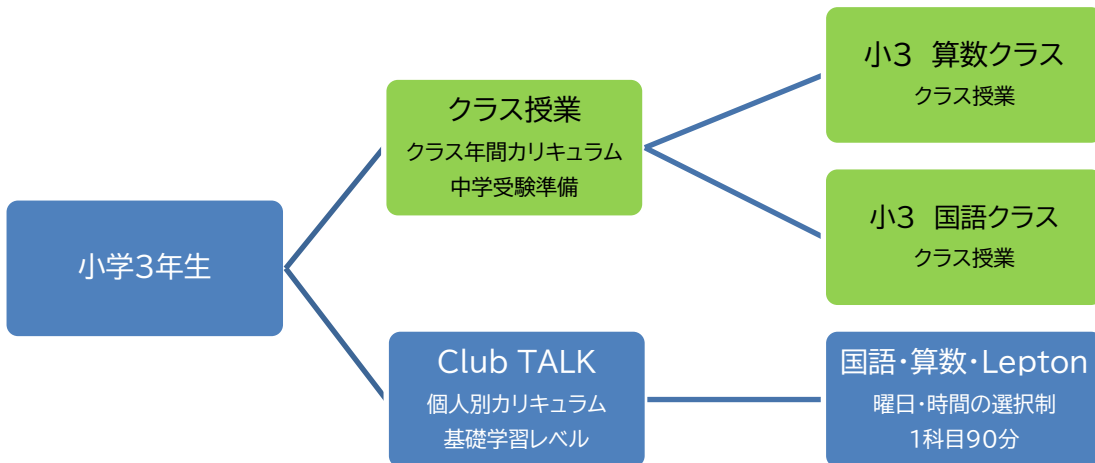 小学3年生
クラス授業
クラス年間カリキュラム
中学受験準備
小3 算数クラス
クラス授業
小3 国語クラス
クラス授業
Club TALK
個人別カリキュラム
基礎学習レベル
国語・算数・Lepton
曜日・時間の選択制
1科目90分